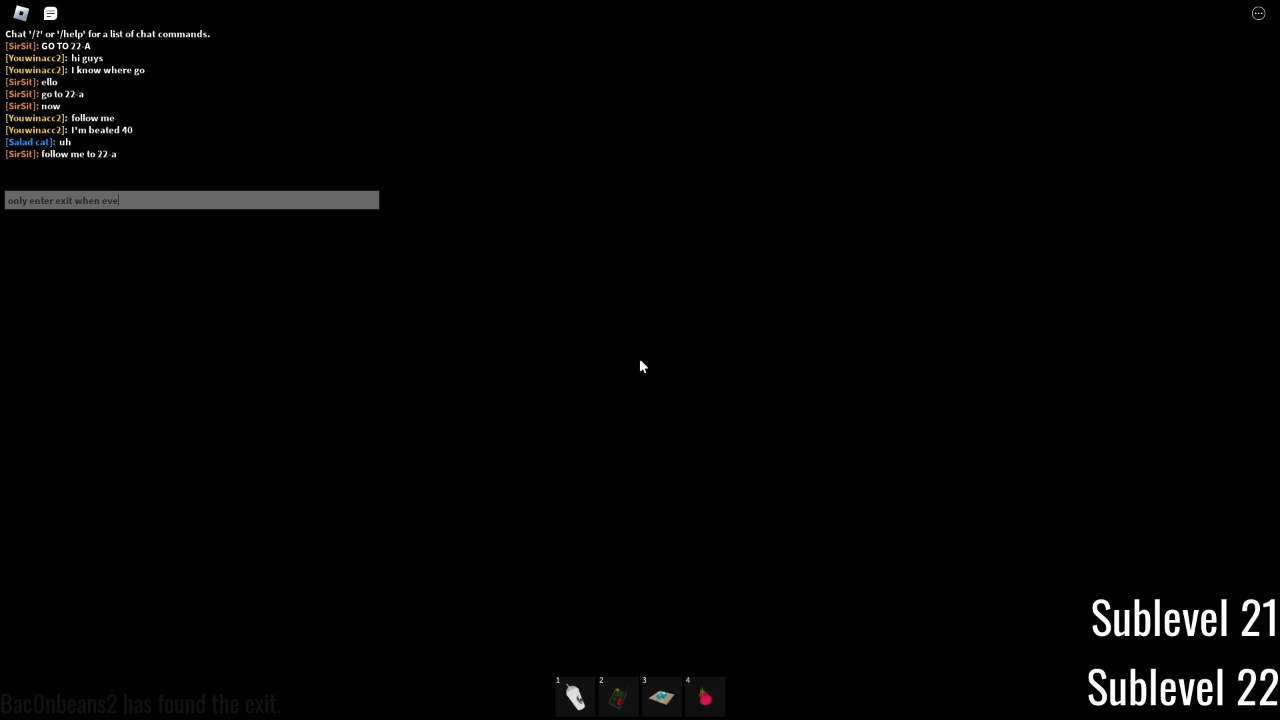 Chat '/?' or '/help' for a list of chat commands.
[SirSit]: GO TO 22-A
[Youwinacc2]: hi guys
[Youwinacc2]: I know where go
[SirSit]: ello
[SirSit]: go to 22-a
[SirSit]: now
[Youwinacc2]: follow me
[Youwinacc2]: I'm beated 40
[Salad cat]: uh
[SirSit]: follow me to 22-a
only enter exit when eve
Sublevel 21
Sublevel 22
1 2 3 4
Bac0nbeans2 has found the exit.